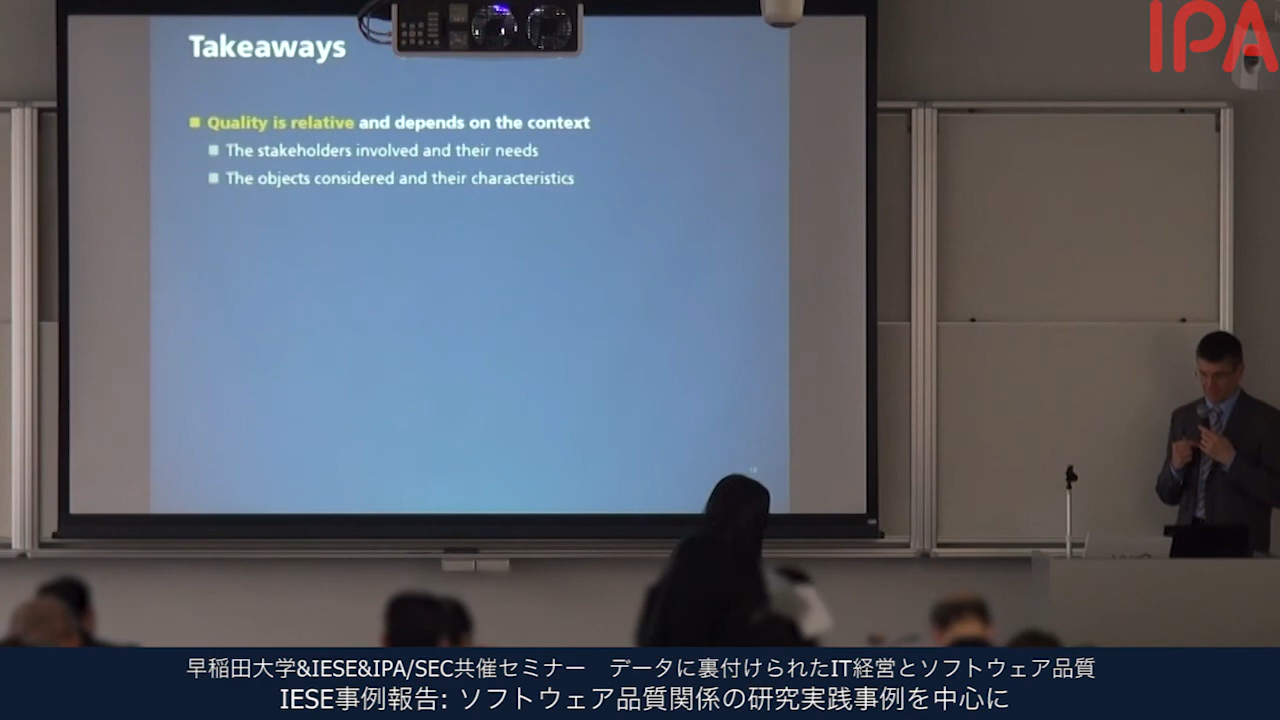 IPA
Takeaways
Quality is relative and depends on the context
The stakeholders involved and their needs
The objects considered and their characteristics
早稲田大学&IESE&IPA/SEC共催セミナー　データに裏付けられたIT経営とソフトウェア品質
IESE事例報告: ソフトウェア品質関係の研究実践事例を中心に